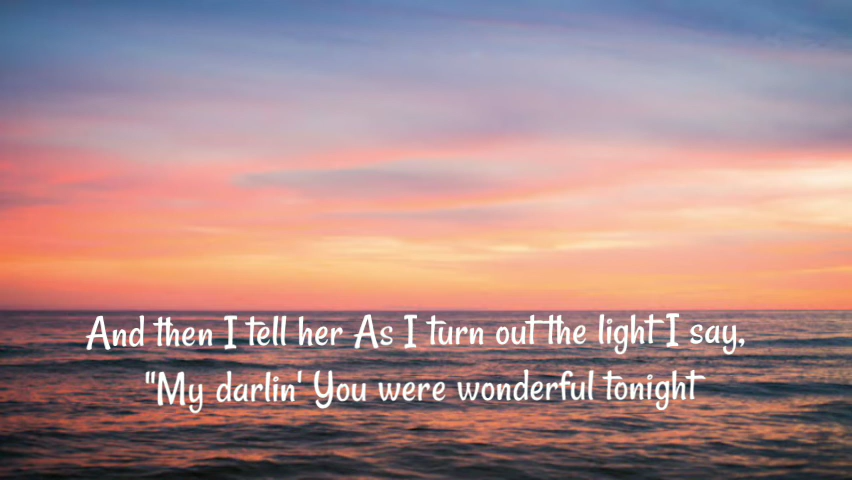 And then I tell her As I turn out the light I say,
"My darlin' You were wonderful tonight